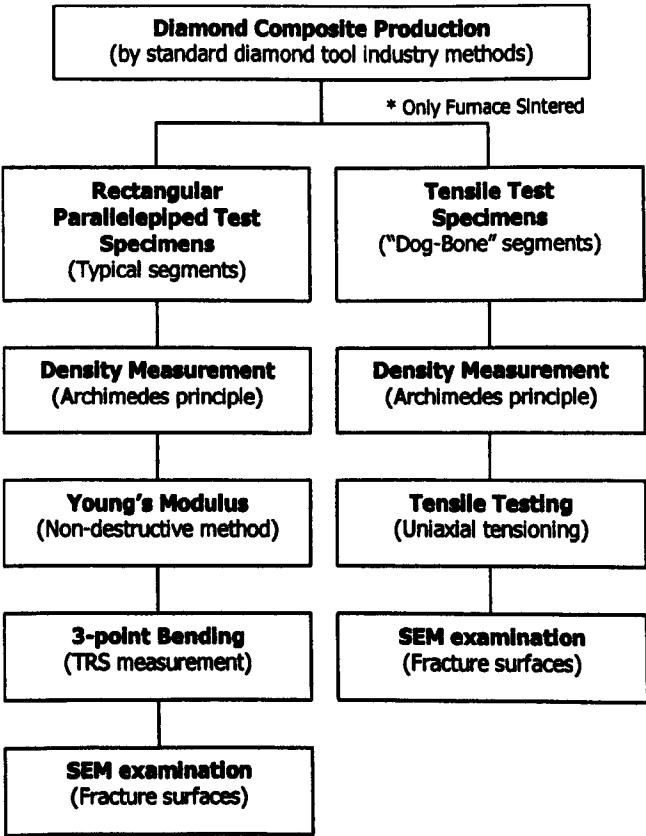 Diamond Composite Production
(by standard diamond tool industry methods)
* Only Furnace Sintered
Rectangular
Parallelepiped Test
Specimens
(Typical segments)
Tensile Test
Specimens
("Dog-Bone" segments)
Density Measurement
(Archimedes principle)
Density Measurement
(Archimedes principle)
Young's Modulus
(Non-destructive method)
Tensile Testing
(Uniaxial tensioning)
3-point Bending
(TRS measurement)
SEM examination
(Fracture surfaces)
SEM examination
(Fracture surfaces)